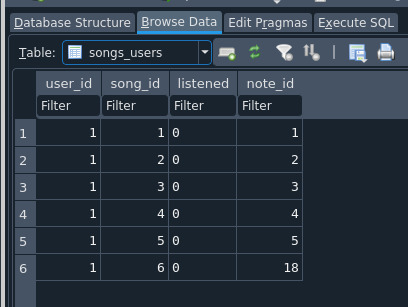 Database Structure Browse Data Edit Pragmas Execute SQL
Table: songs_users
user_id song_id listened note_id
Filter Filter Filter Filter
1 1 1 0 1
2 1 2 0 2
3 1 3 0 3
4 1 4 0 4
5 1 5 0 5
6 1 6 0 18